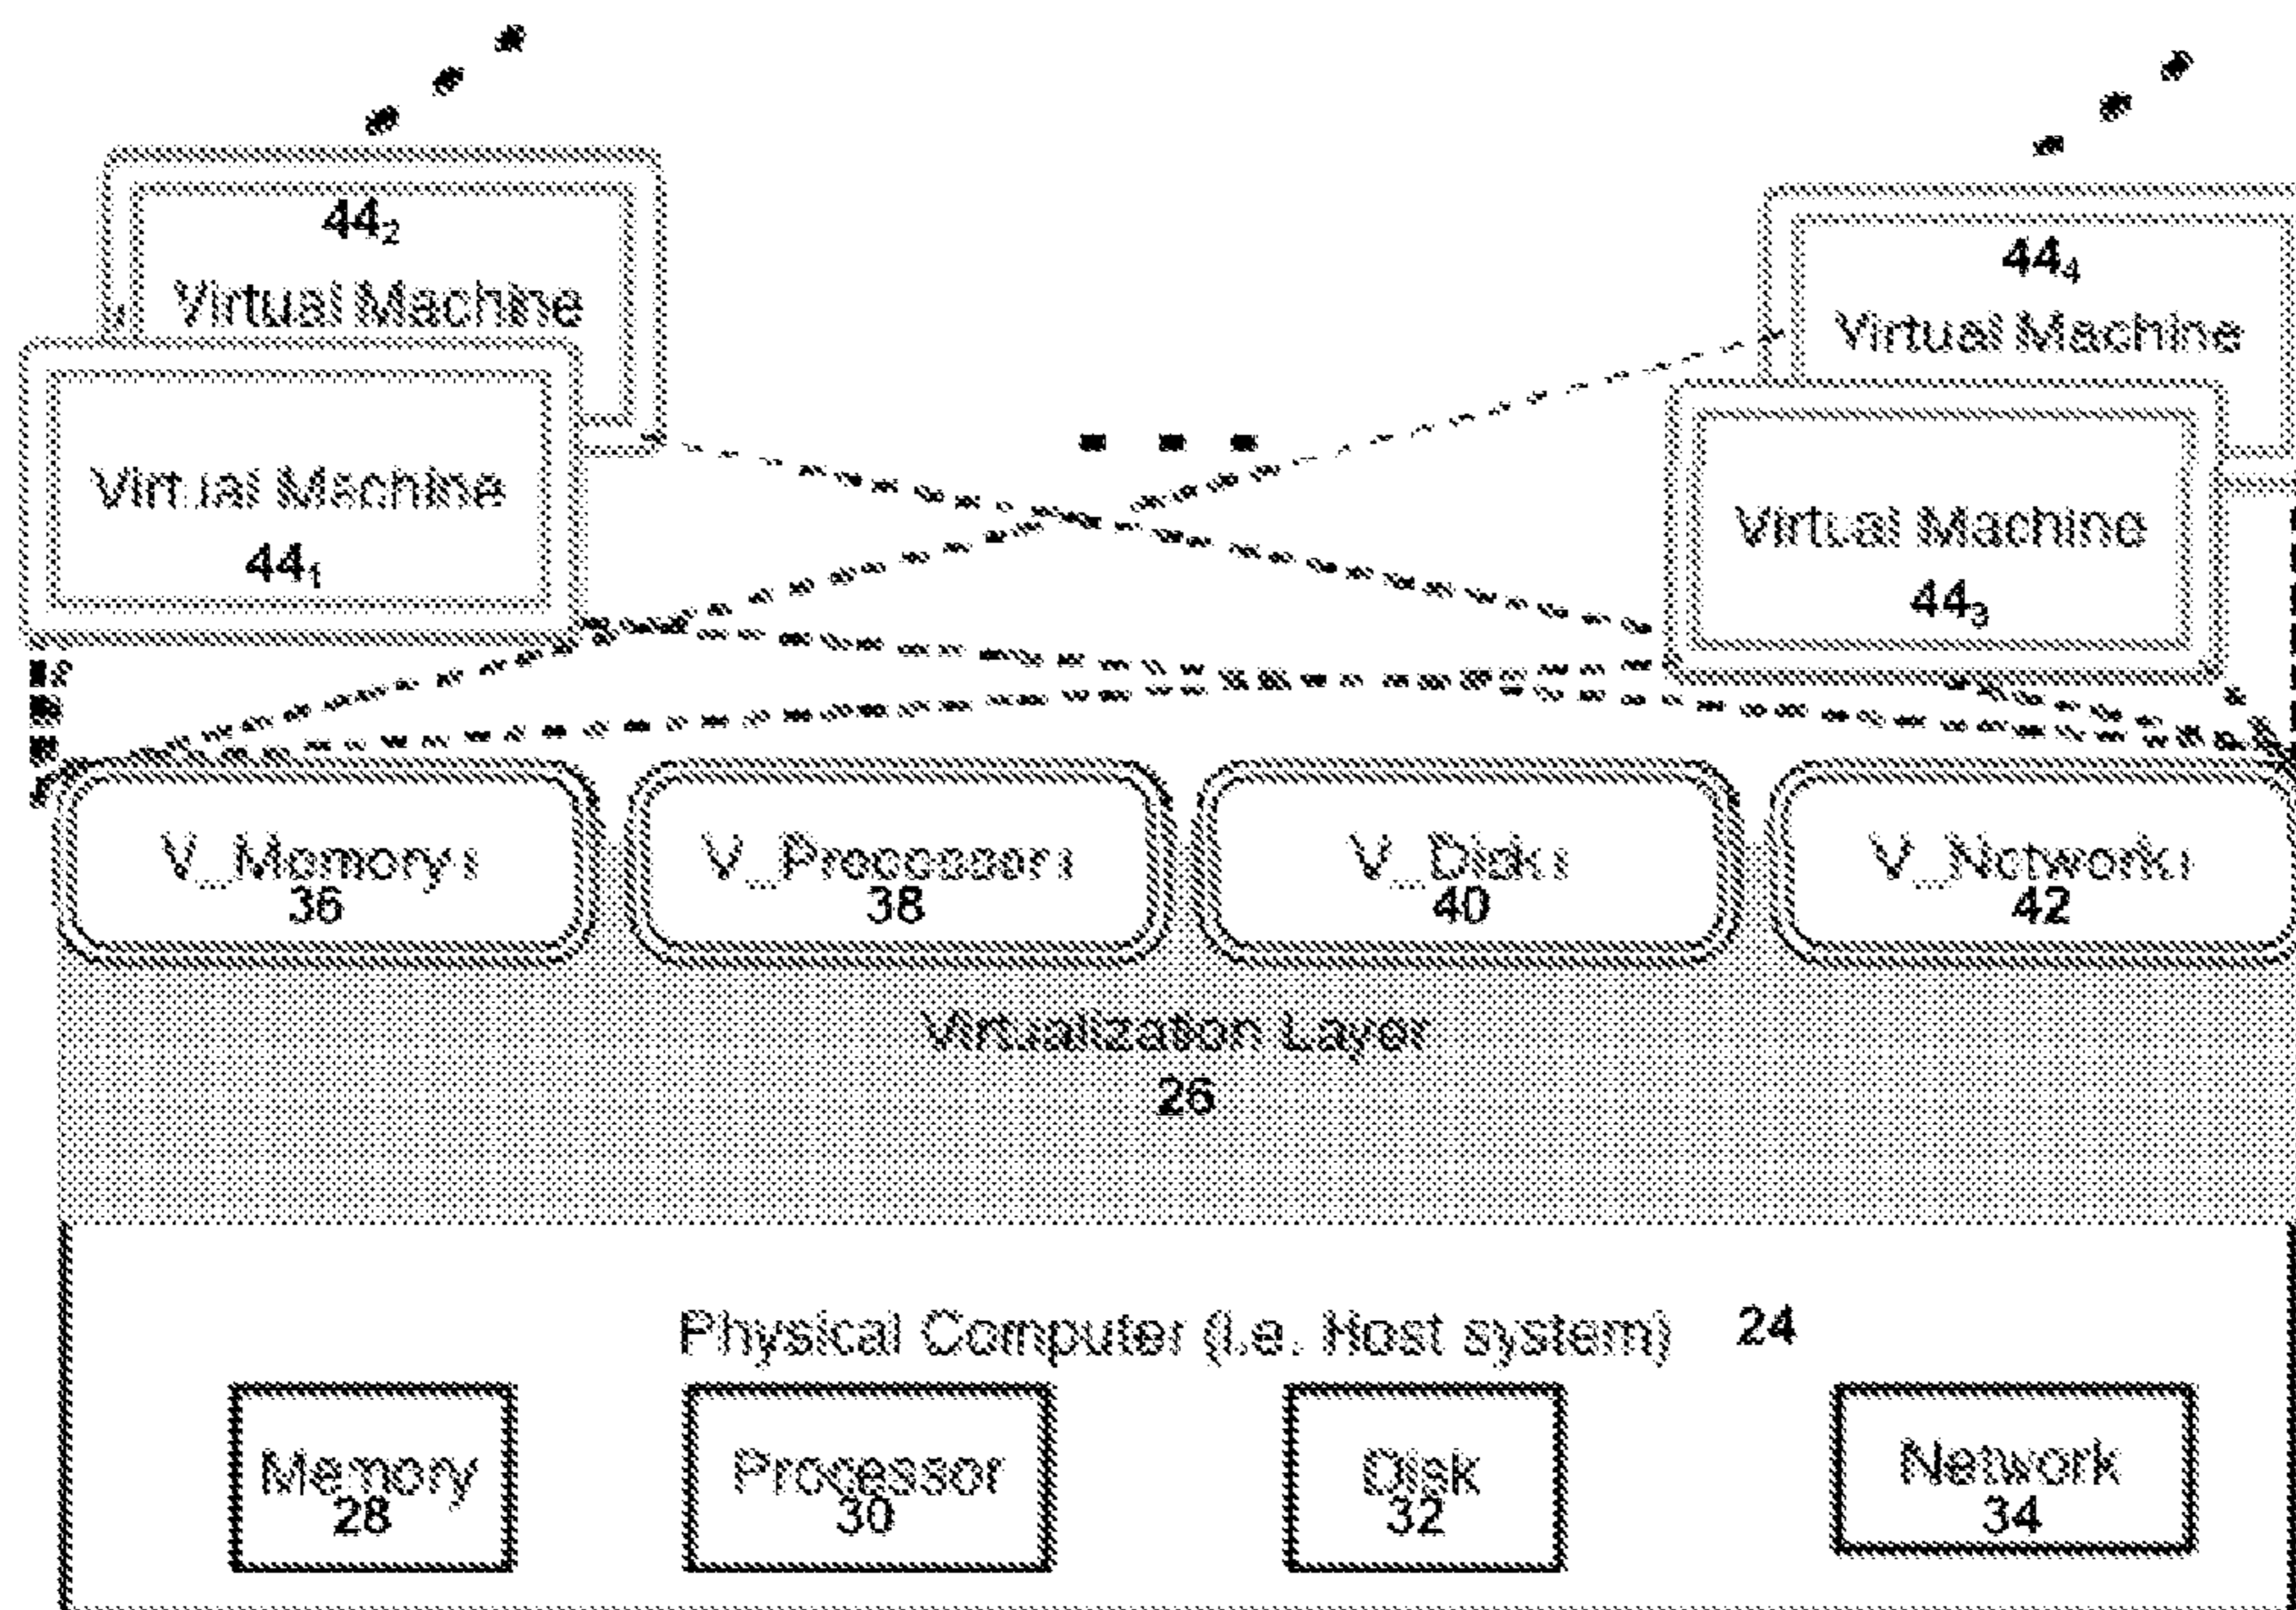 44₂
Virtual Machine
44₄
Virtual Machine
Virtual Machine
44₁
Virtual Machine
44₃
V_Memory
36
V_Processor
38
V_Disk
40
V_Network
42
Virtualization Layer
26
Physical Computer (i.e. Host system) 24
Memory
28
Processor
30
Disk
32
Network
34